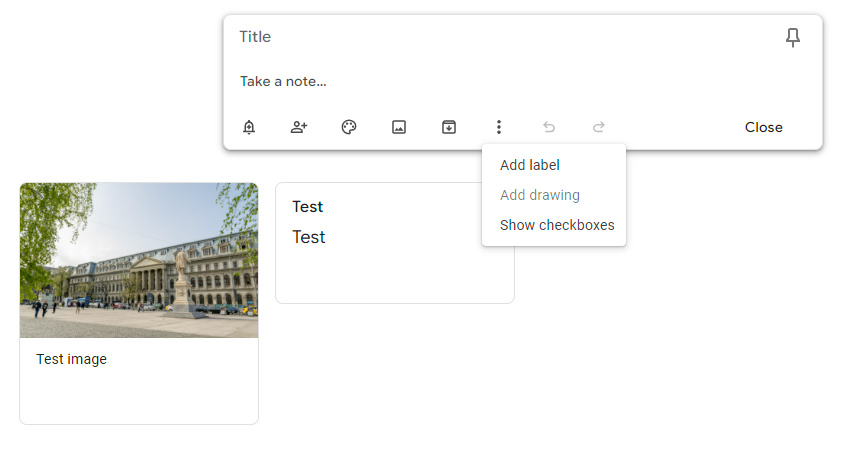 Title
Take a note…
Close
Add label
Add drawing
Show checkboxes
Test
Test
Test image